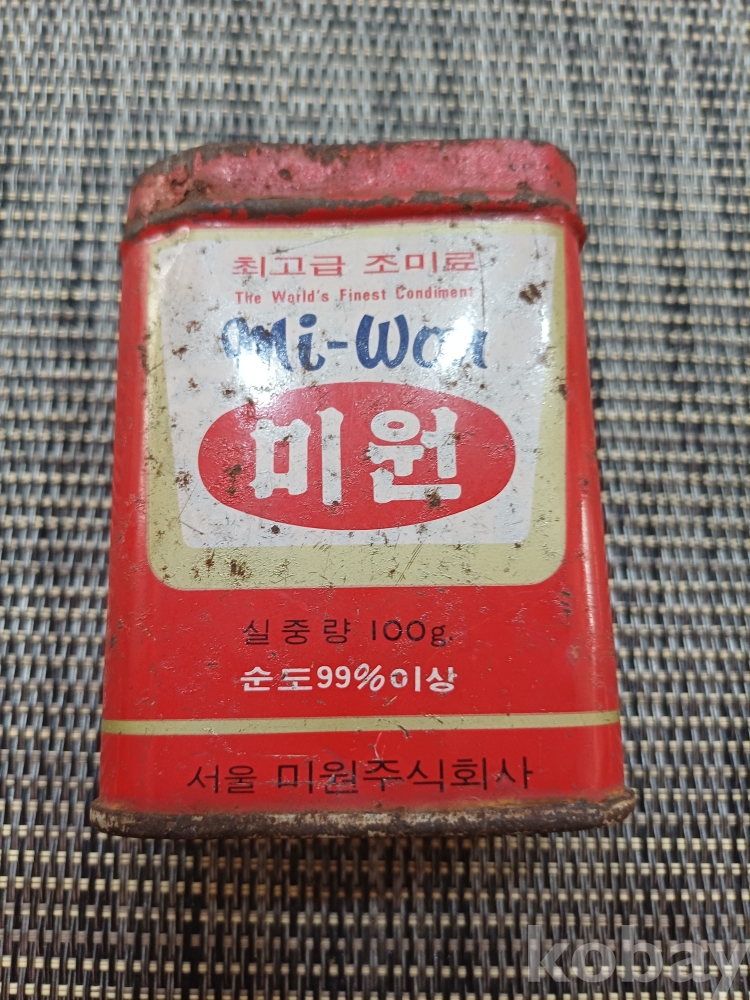 최고급 조미료
The World's Finest Condiment
Mi-Won
미원
실중량 100g.
순도99%이상
서울 미원주식회사
kobay